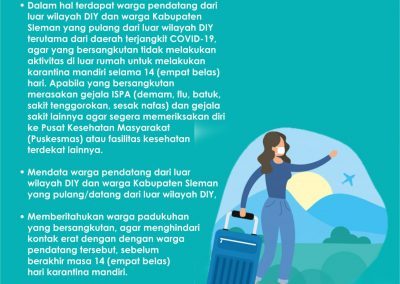 • Dalam hal terdapat warga pendatang dari
luar wilayah DIY dan warga Kabupaten
Sleman yang pulang dari luar wilayah DIY
terutama dari daerah terjangkit COVID-19,
agar yang bersangkutan tidak melakukan
aktivitas di luar rumah untuk melakukan
karantina mandiri selama 14 (empat belas)
hari. Apabila yang bersangkutan
merasakan gejala ISPA (demam, flu, batuk,
sakit tenggorokan, sesak nafas) dan gejala
sakit lainnya agar segera memeriksakan diri
ke Pusat Kesehatan Masyarakat
(Puskesmas) atau fasilitas kesehatan
terdekat lainnya.
• Mendata warga pendatang dari luar
wilayah DIY dan warga Kabupaten Sleman
yang pulang/datang dari luar wilayah DIY,
• Memberitahukan warga padukuhan
yang bersangkutan, agar menghindari
kontak erat dengan dengan warga
pendatang tersebut, sebelum
berakhir masa 14 (empat belas)
hari karantina mandiri.